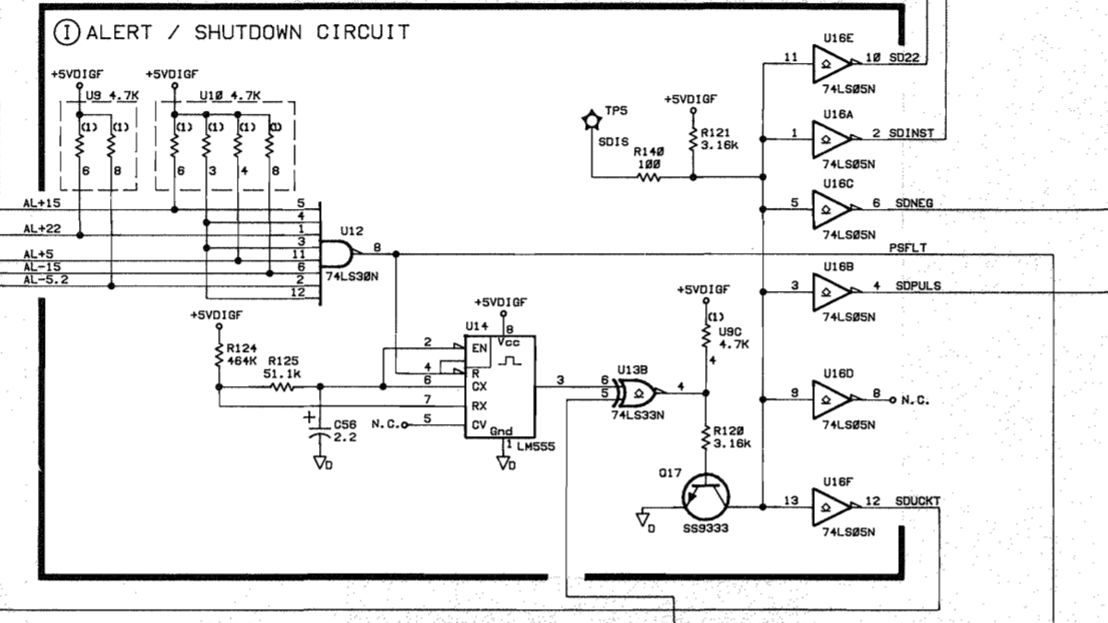 I ALERT / SHUTDOWN CIRCUIT
+5VDIGF
U9 4.7K
(1)
(1)
6
8
+5VDIGF
U10 4.7K
(1)
(1)
(1)
(1)
6
3
4
8
AL+15
AL+22
AL+5
AL-15
AL-5.2
5
4
1
3
11
6
2
12
U12
8
74LS30N
+5VDIGF
R124
464K
R125
51.1k
+
C56
2.2
D
N.C.
+5VDIGF
U14
8
Vcc
2
EN
4
R
6
CX
7
RX
5
CV
Gnd
1
LM555
D
3
TP5
SDIS
R140
100
+5VDIGF
R121
3.16k
U13B
6
5
4
74LS33N
+5VDIGF
(1)
U9C
4.7K
4
R120
3.16K
Q17
SS9333
D
U16E
11
10
SD22
74LS05N
U16A
1
2
SDINST
74LS05N
U16C
5
6
SDNEG
74LS05N
PSFLT
U16B
3
4
SDPULS
74LS05N
U16D
9
8
N.C.
74LS05N
U16F
13
12
SDUCKT
74LS05N